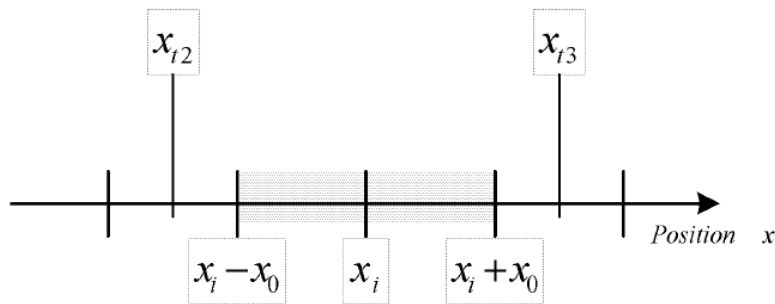 x_{t2} x_{t3}
Position x
x_i - x_0 x_i x_i + x_0